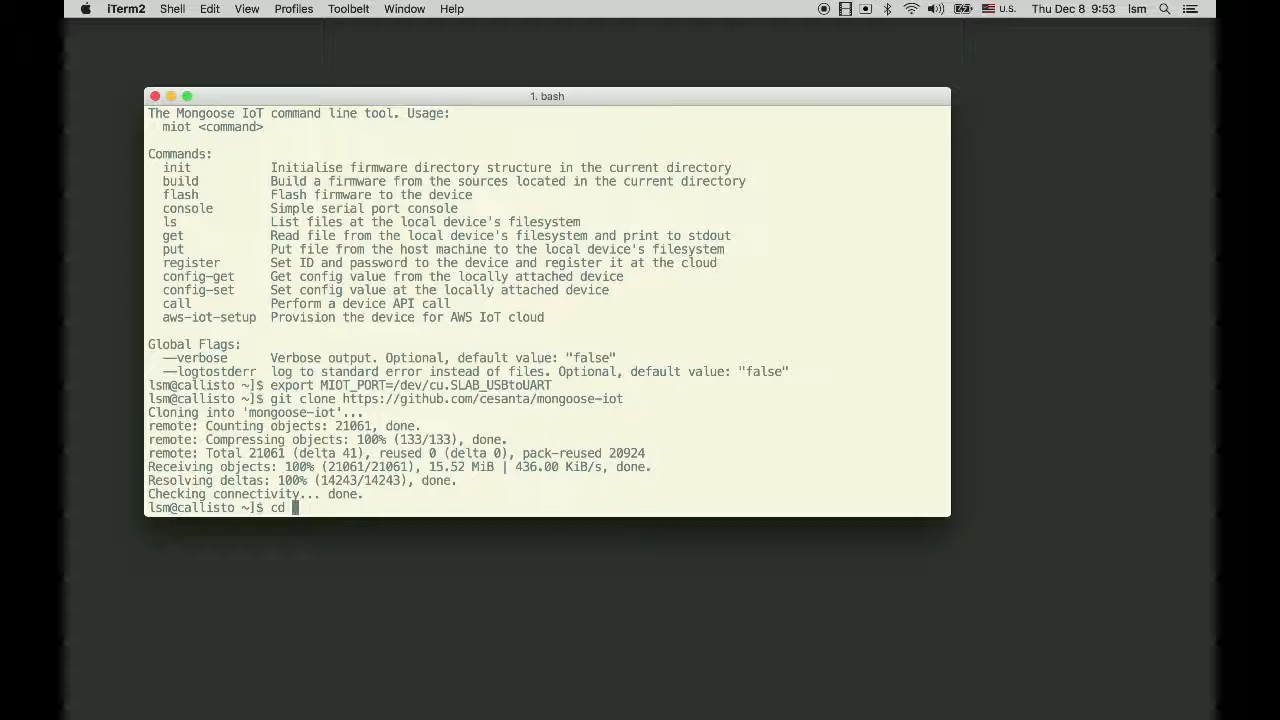 iTerm2 Shell Edit View Profiles Toolbelt Window Help U.S. Thu Dec 8 9:53 lsm
1. bash
The Mongoose IoT command line tool. Usage:
miot <command>
Commands:
init Initialise firmware directory structure in the current directory
build Build a firmware from the sources located in the current directory
flash Flash firmware to the device
console Simple serial port console
ls List files at the local device's filesystem
get Read file from the local device's filesystem and print to stdout
put Put file from the host machine to the local device's filesystem
register Set ID and password to the device and register it at the cloud
config-get Get config value from the locally attached device
config-set Set config value at the locally attached device
call Perform a device API call
aws-iot-setup Provision the device for AWS IoT cloud
Global Flags:
--verbose Verbose output. Optional, default value: "false"
--logtostderr log to standard error instead of files. Optional, default value: "false"
lsm@callisto ~]$ export MIOT_PORT=/dev/cu.SLAB_USBtoUART
lsm@callisto ~]$ git clone https://github.com/cesanta/mongoose-iot
Cloning into 'mongoose-iot'...
remote: Counting objects: 21061, done.
remote: Compressing objects: 100% (133/133), done.
remote: Total 21061 (delta 41), reused 0 (delta 0), pack-reused 20924
Receiving objects: 100% (21061/21061), 15.52 MiB | 436.00 KiB/s, done.
Resolving deltas: 100% (14243/14243), done.
Checking connectivity... done.
lsm@callisto ~]$ cd